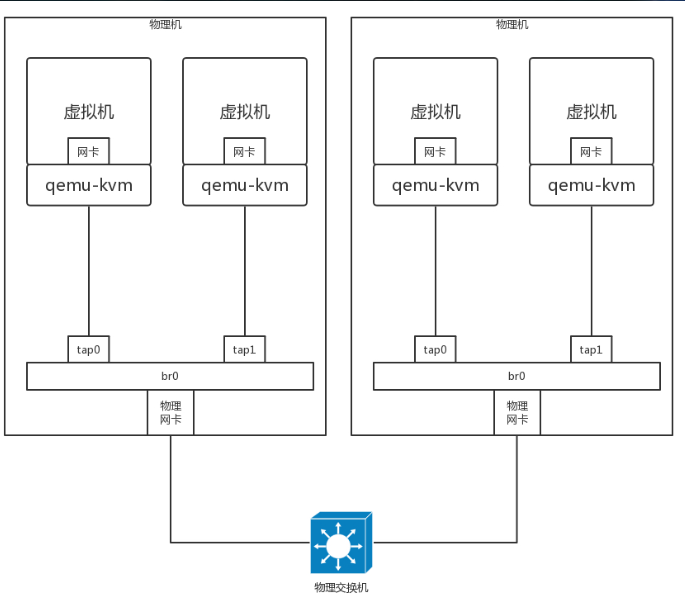 物理机
物理机
虚拟机
虚拟机
虚拟机
虚拟机
网卡
网卡
网卡
网卡
qemu-kvm
qemu-kvm
qemu-kvm
qemu-kvm
tap0
tap1
tap0
tap1
br0
br0
物理
网卡
物理
网卡
物理交换机